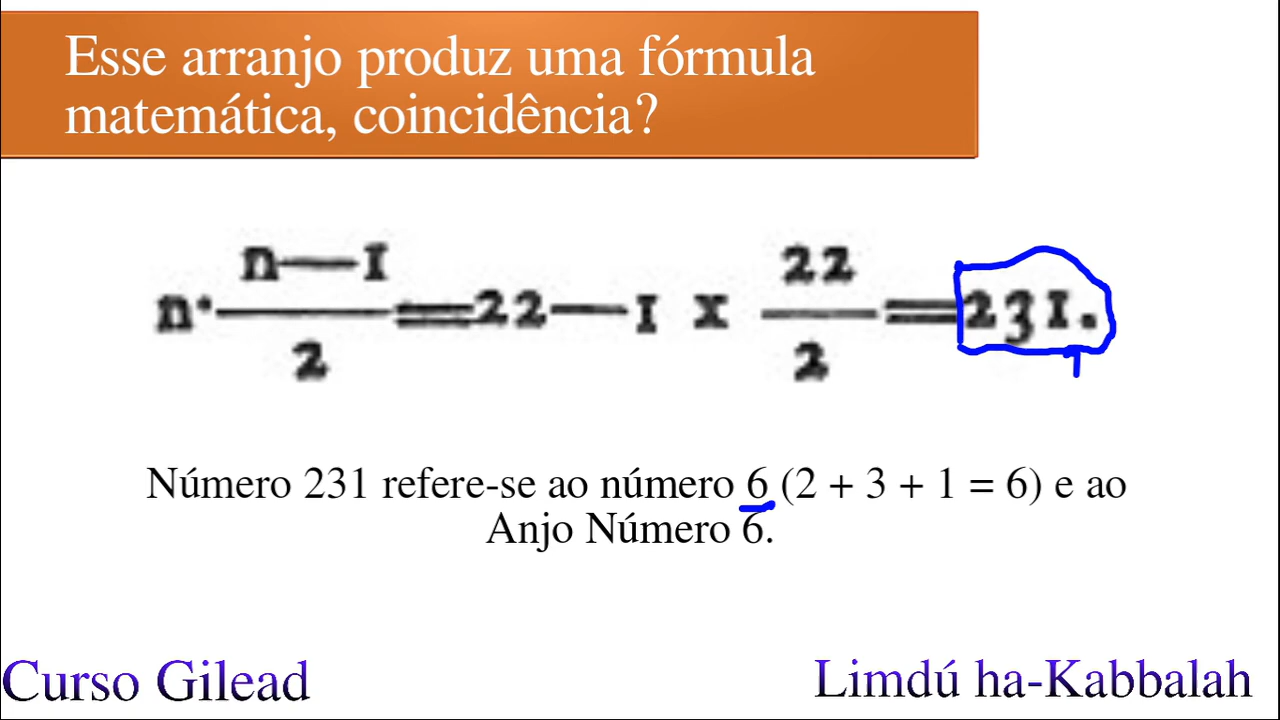 Esse arranjo produz uma fórmula
matemática, coincidência?
n—I 22
n·———=22—I x ———=23I.
2 2
Número 231 refere-se ao número 6 (2 + 3 + 1 = 6) e ao
Anjo Número 6.
Curso Gilead Limdú ha-Kabbalah